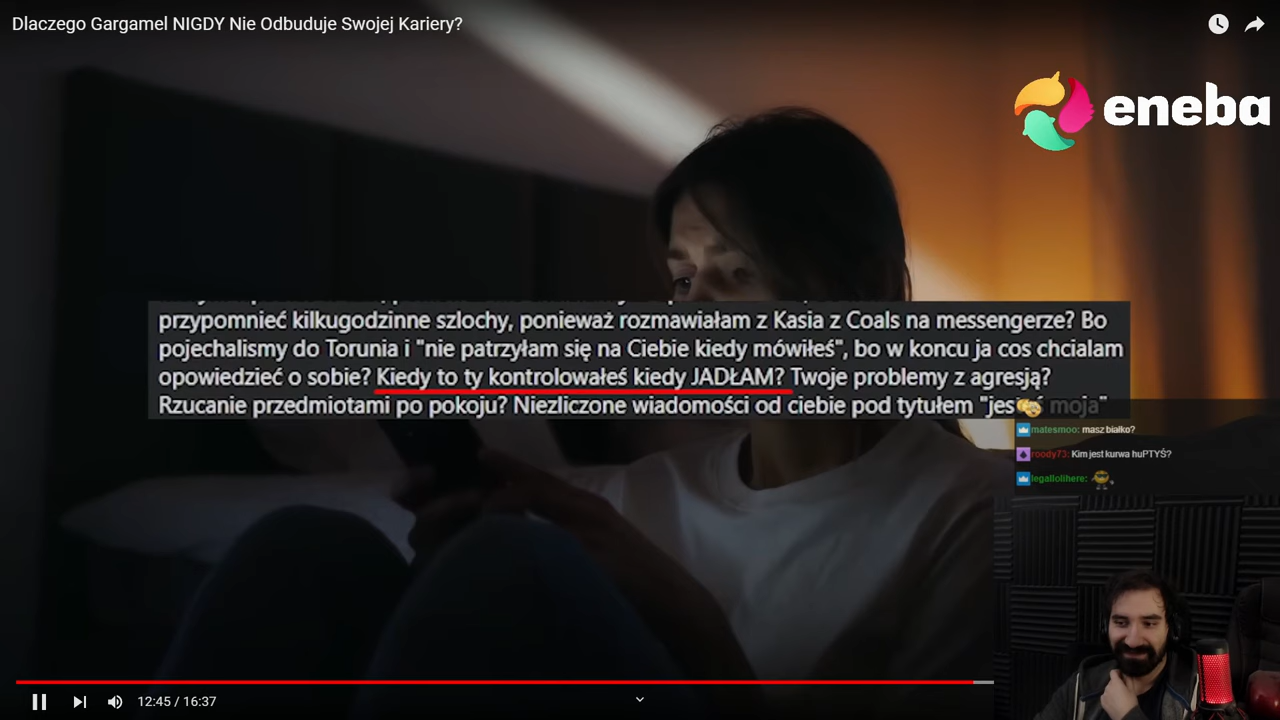 Dlaczego Gargamel NIGDY Nie Odbuduje Swojej Kariery?
eneba
przypomnieć kilkugodzinne szlochy, ponieważ rozmawiałam z Kasia z Coals na messengerze? Bo
pojechalismy do Torunia i "nie patrzyłam się na Ciebie kiedy mówiłeś", bo w koncu ja cos chcialam
opowiedzieć o sobie? Kiedy to ty kontrolowałeś kiedy JADŁAM? Twoje problemy z agresją?
Rzucanie przedmiotami po pokoju? Niezliczone wiadomości od ciebie pod tytułem "jesteś moja"
matesmoo: masz białko?
roody73: Kim jest kurwa huPTYŚ?
legallolihere:
12:45 / 16:37